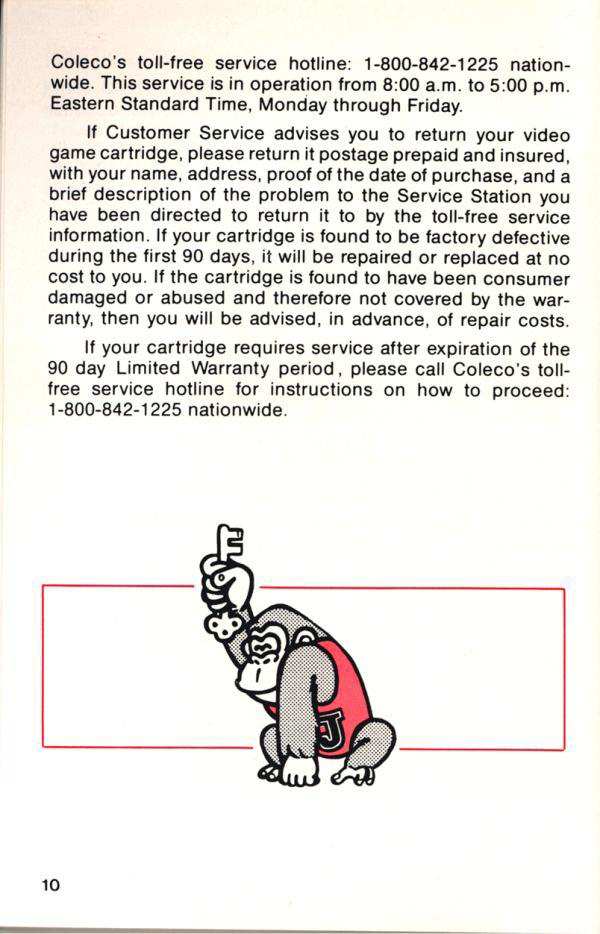 Coleco's toll-free service hotline: 1-800-842-1225 nation-
wide. This service is in operation from 8:00 a.m. to 5:00 p.m.
Eastern Standard Time, Monday through Friday.
If Customer Service advises you to return your video
game cartridge, please return it postage prepaid and insured,
with your name, address, proof of the date of purchase, and a
brief description of the problem to the Service Station you
have been directed to return it to by the toll-free service
information. If your cartridge is found to be factory defective
during the first 90 days, it will be repaired or replaced at no
cost to you. If the cartridge is found to have been consumer
damaged or abused and therefore not covered by the war-
ranty, then you will be advised, in advance, of repair costs.
If your cartridge requires service after expiration of the
90 day Limited Warranty period, please call Coleco's toll-
free service hotline for instructions on how to proceed:
1-800-842-1225 nationwide.
J
10